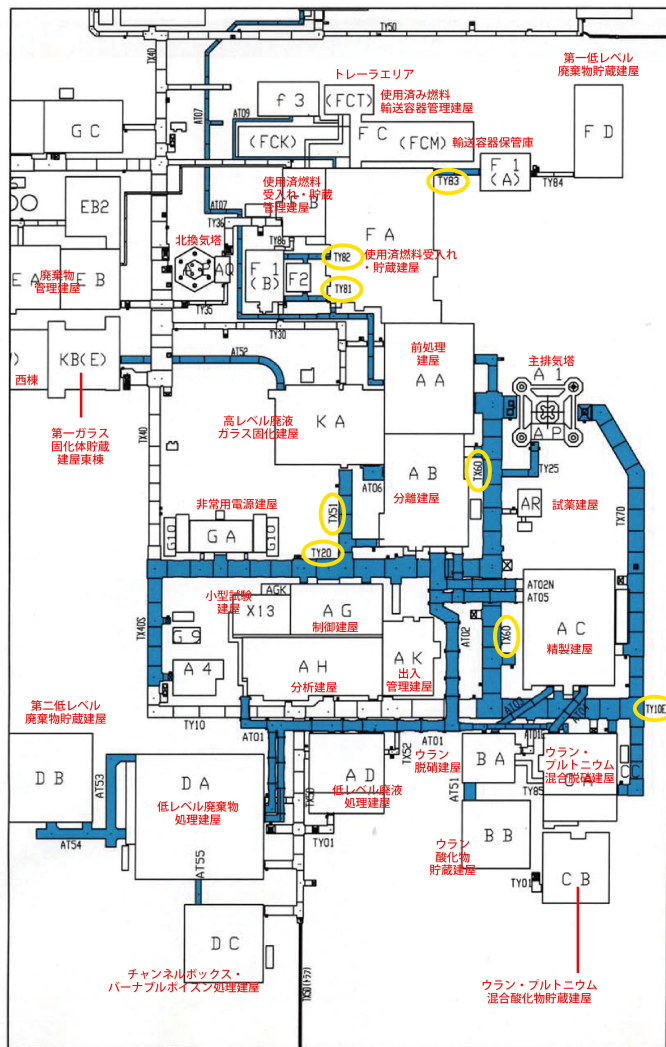 TY50
TX40
AT07
トレーラエリア
第一低レベル
廃棄物貯蔵建屋
f 3
(FCT)
使用済み燃料
輸送容器管理建屋
AT09
G C
(FCK)
F C
(FCM)
輸送容器保管庫
F D
F 1
(A)
TY83
TY84
使用済燃料
受入れ・貯蔵
管理建屋
AT07
TY36
EB2
北換気塔
TY86
F A
TY82
使用済燃料受入れ
・貯蔵建屋
AQ
F 1
(B)
F2
TY81
E A
E B
廃棄物
管理建屋
TY35
TY30
前処理
建屋
主排気塔
A 1
西棟
KB(E)
AT52
A A
A P
第一ガラス
固化体貯蔵
建屋東棟
TX40
高レベル廃液
ガラス固化建屋
K A
A B
分離建屋
TX60
TY25
AT06
TX70
非常用電源建屋
TX51
AR
試薬建屋
G10
G A
G10
TY20
AT02N
AT05
小型試験
建屋
AGK
X13
A G
制御建屋
TX40S
G 9
AT02
TX60
A C
精製建屋
A 4
A H
分析建屋
A K
出入
管理建屋
第二低レベル
廃棄物貯蔵建屋
TY10
AT01
TX52
AT01
AT03
AT04
TY10E
ウラン
脱硝建屋
ウラン・
プルトニウム
混合脱硝建屋
D B
AT53
D A
低レベル廃棄物
処理建屋
TX50
A D
低レベル廃液
処理建屋
B A
AT51
TY85
C A
AT54
AT55
TY01
ウラン
酸化物
貯蔵建屋
B B
TY01
C B
D C
チャンネルボックス・
バーナブルポイズン処理建屋
ウラン・プルトニウム
混合酸化物貯蔵建屋